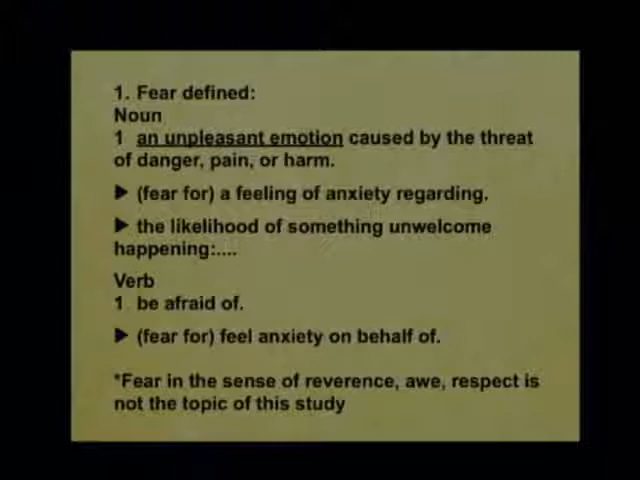 1. Fear defined:
Noun
1 an unpleasant emotion caused by the threat
of danger, pain, or harm.
▶ (fear for) a feeling of anxiety regarding.
▶ the likelihood of something unwelcome
happening:....
Verb
1 be afraid of.
▶ (fear for) feel anxiety on behalf of.
*Fear in the sense of reverence, awe, respect is
not the topic of this study